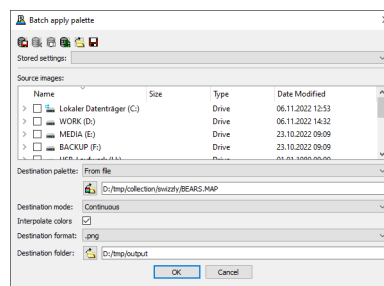 Batch apply palette
Stored settings:
Source images:
Name Size Type Date Modified
Lokaler Datenträger (C:) Drive 06.11.2022 12:53
WORK (D:) Drive 06.11.2022 14:32
MEDIA (E:) Drive 23.10.2022 09:09
BACKUP (F:) Drive 23.10.2022 09:09
Destination palette: From file
D:/tmp/collection/swizzly/BEARS.MAP
Destination mode: Continuous
Interpolate colors
Destination format: .png
Destination folder: D:/tmp/output
OK Cancel